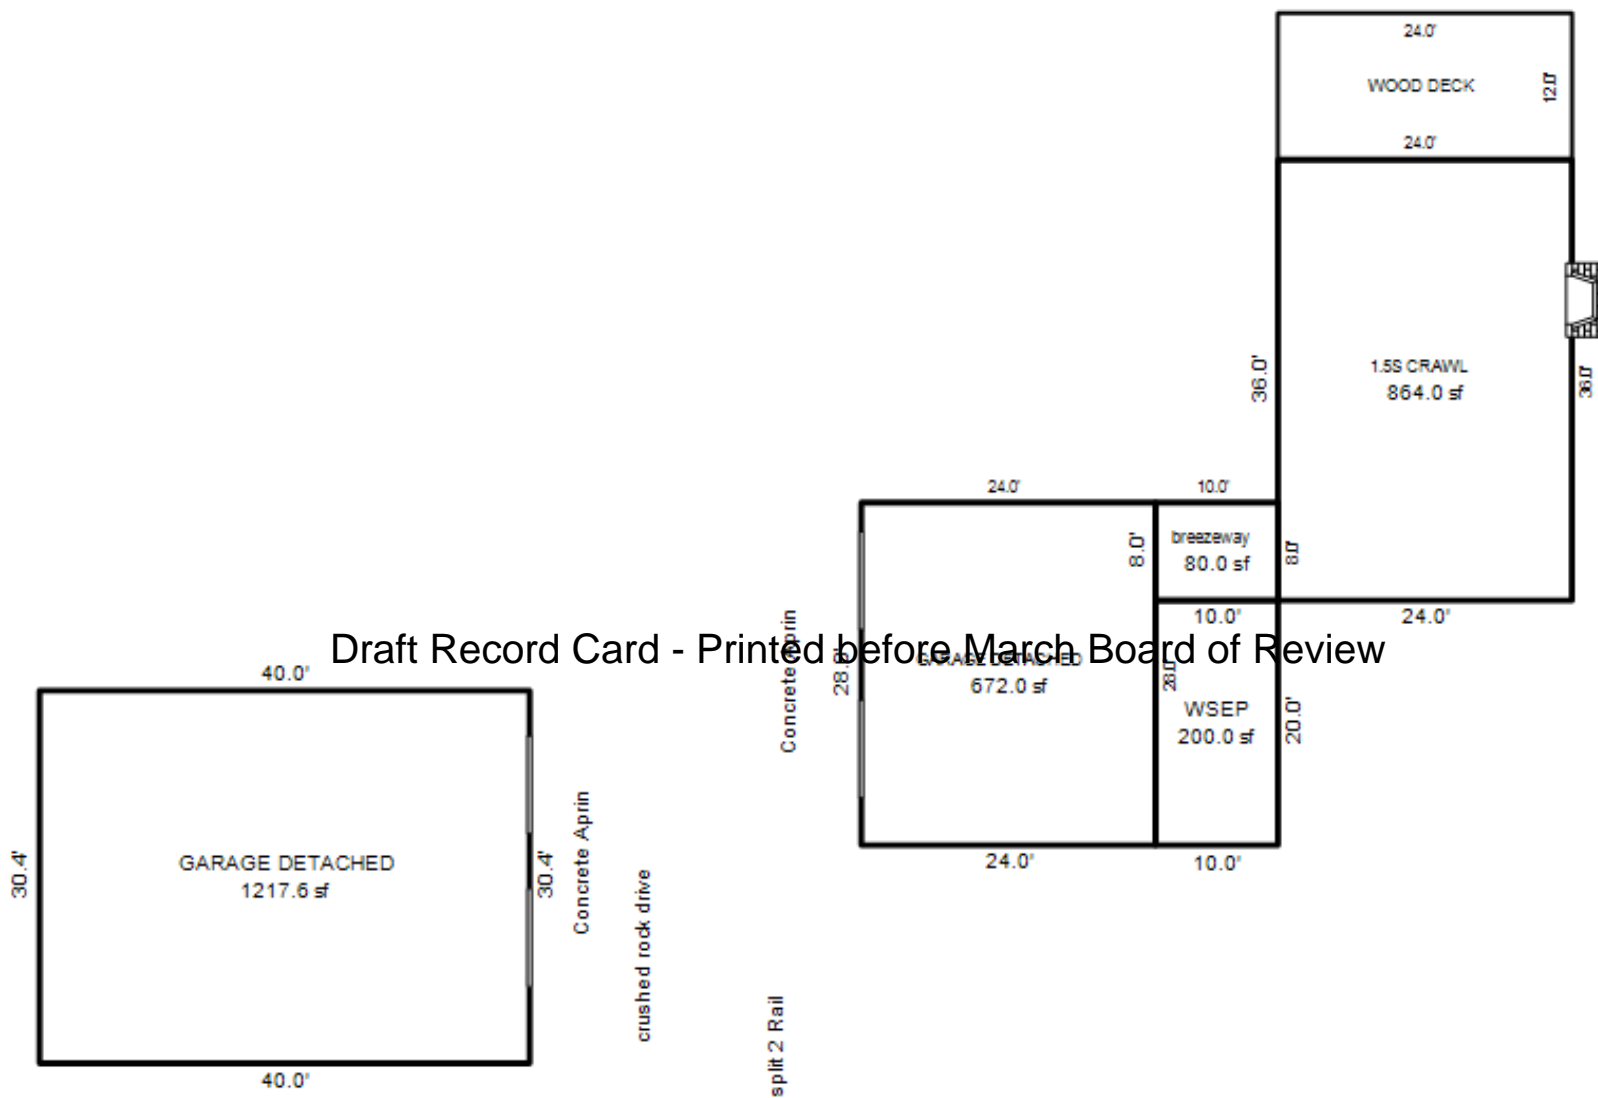 24.0'
WOOD DECK
12.0'
24.0'
36.0'
1.5S CRAWL
864.0 sf
36.0'
24.0'
10.0'
8.0'
breezeway
80.0 sf
8.0'
10.0'
24.0'
Concrete Aprin
28.0'
GARAGE DETACHED
672.0 sf
28.0'
WSEP
200.0 sf
20.0'
24.0'
10.0'
Draft Record Card - Printed before March Board of Review
40.0'
30.4'
GARAGE DETACHED
1217.6 sf
30.4'
Concrete Aprin
crushed rock drive
split 2 Rail
40.0'